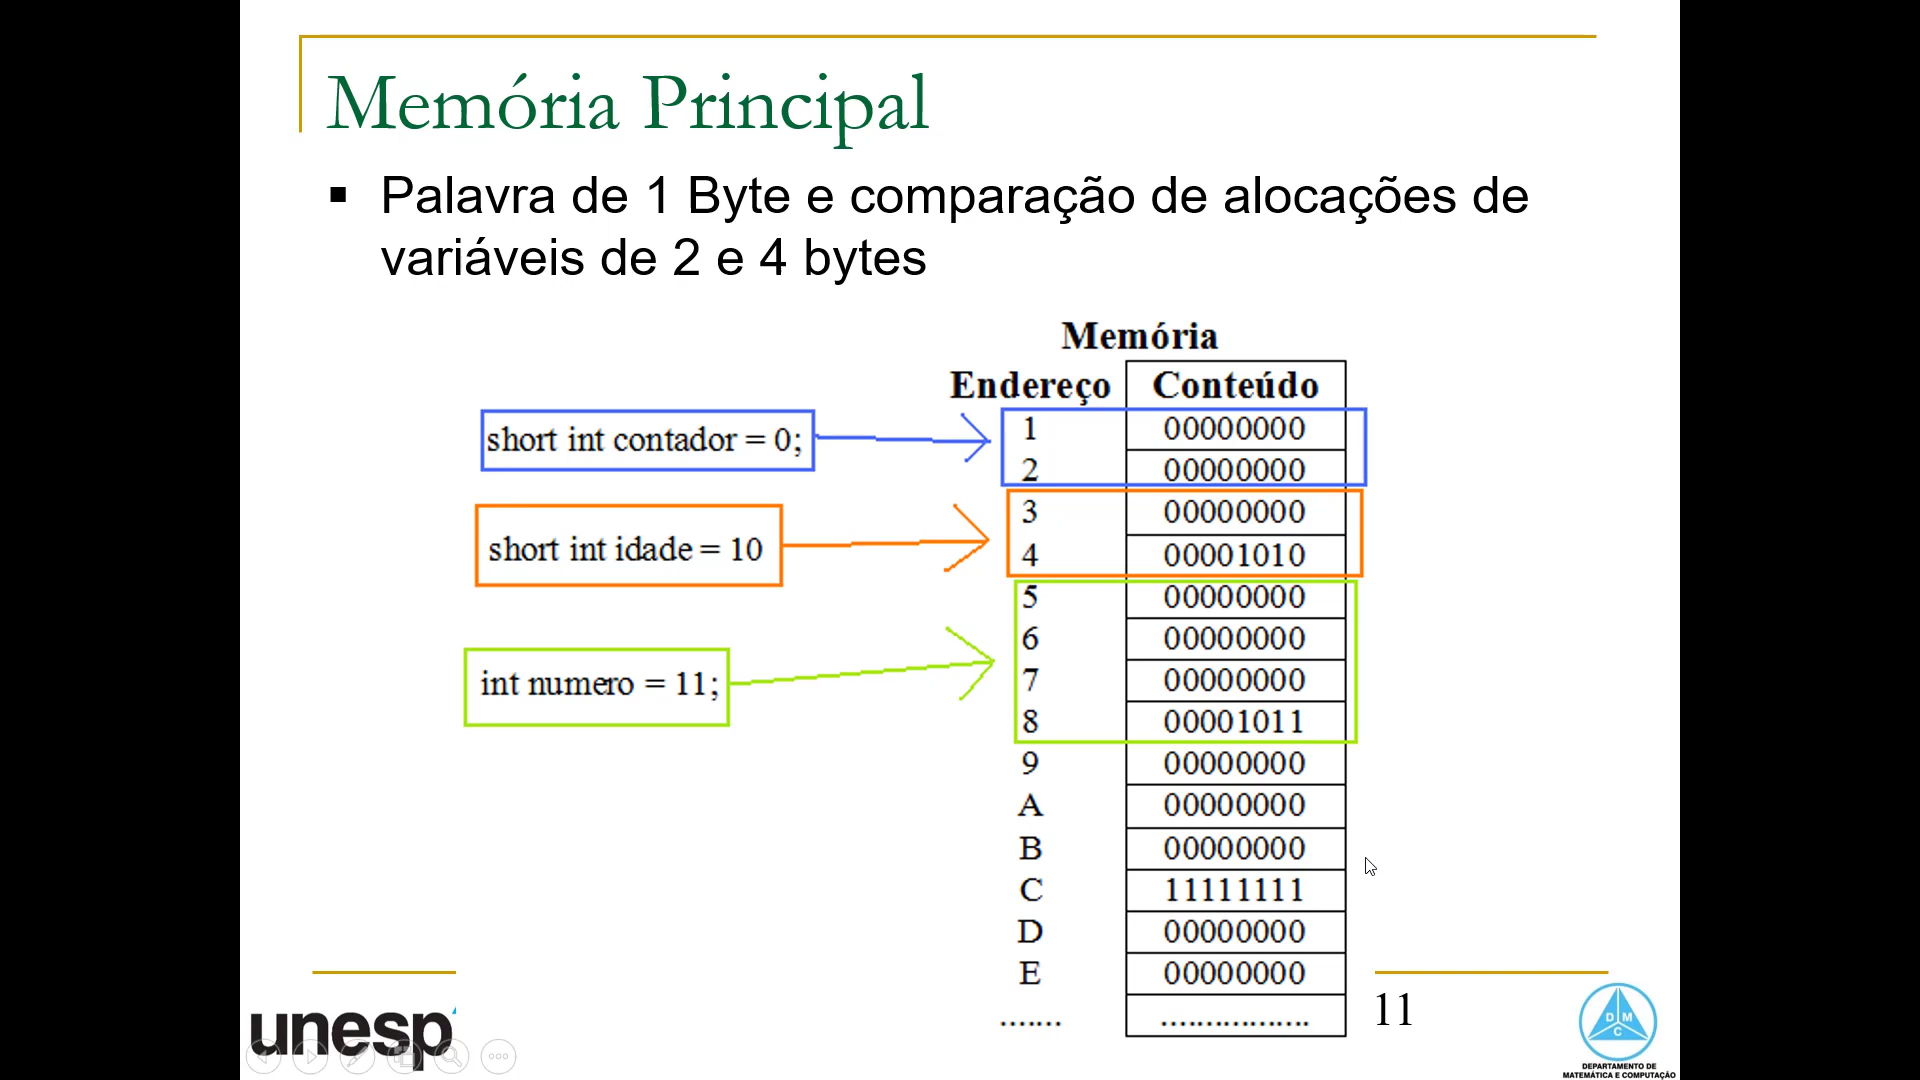 Memória Principal
▪ Palavra de 1 Byte e comparação de alocações de
variáveis de 2 e 4 bytes
Memória
Endereço Conteúdo
short int contador = 0;
1 00000000
2 00000000
short int idade = 10
3 00000000
4 00001010
5 00000000
6 00000000
int numero = 11;
7 00000000
8 00001011
9 00000000
A 00000000
B 00000000
C 11111111
D 00000000
E 00000000
....... ................
unesp
11
D M
C
DEPARTAMENTO DE
MATEMÁTICA E COMPUTAÇÃO